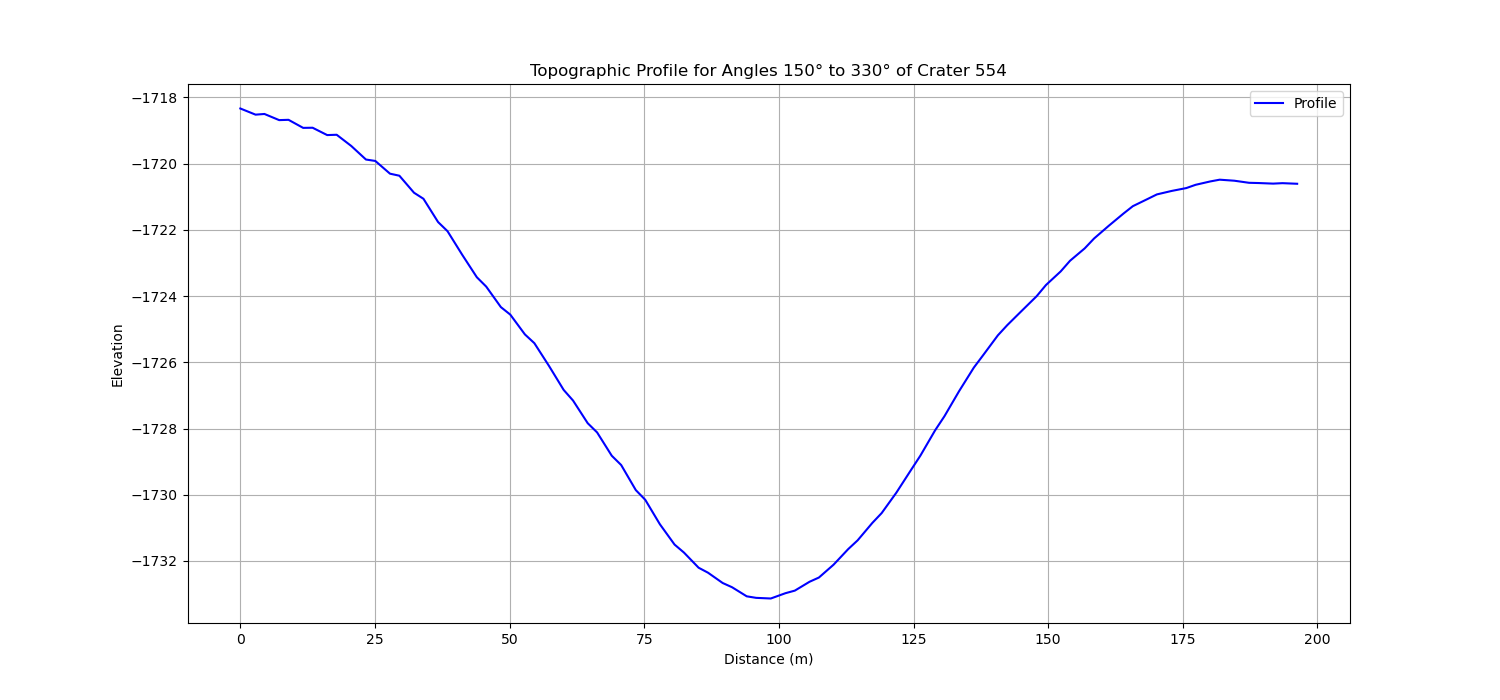 Topographic Profile for Angles 150° to 330° of Crater 554
Profile
−1718
−1720
−1722
−1724
−1726
−1728
−1730
−1732
Elevation
0 25 50 75 100 125 150 175 200
Distance (m)